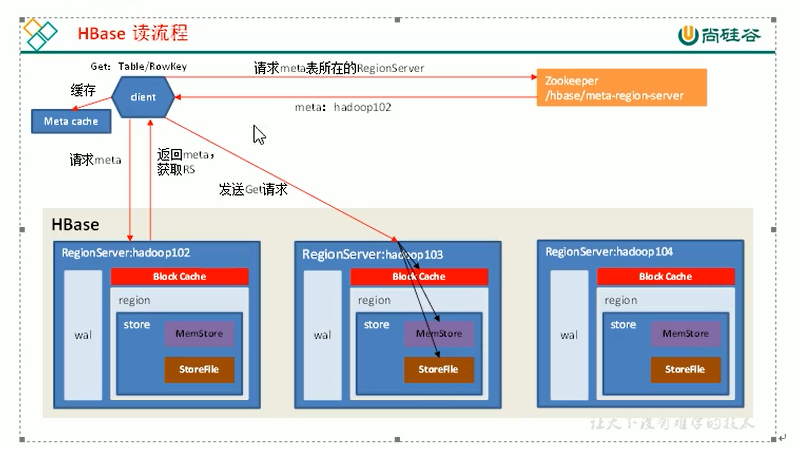 HBase 读流程
尚硅谷
Get：Table/RowKey
请求meta表所在的RegionServer
缓存
client
Zookeeper
/hbase/meta-region-server
Meta cache
meta：hadoop102
请求meta
返回meta，
获取RS
发送Get请求
HBase
RegionServer:hadoop102
Block Cache
region
store
wal
MemStore
StoreFile
RegionServer:hadoop103
Block Cache
region
store
wal
MemStore
StoreFile
RegionServer:hadoop104
Block Cache
region
store
wal
MemStore
StoreFile
让天下没有难学的技术